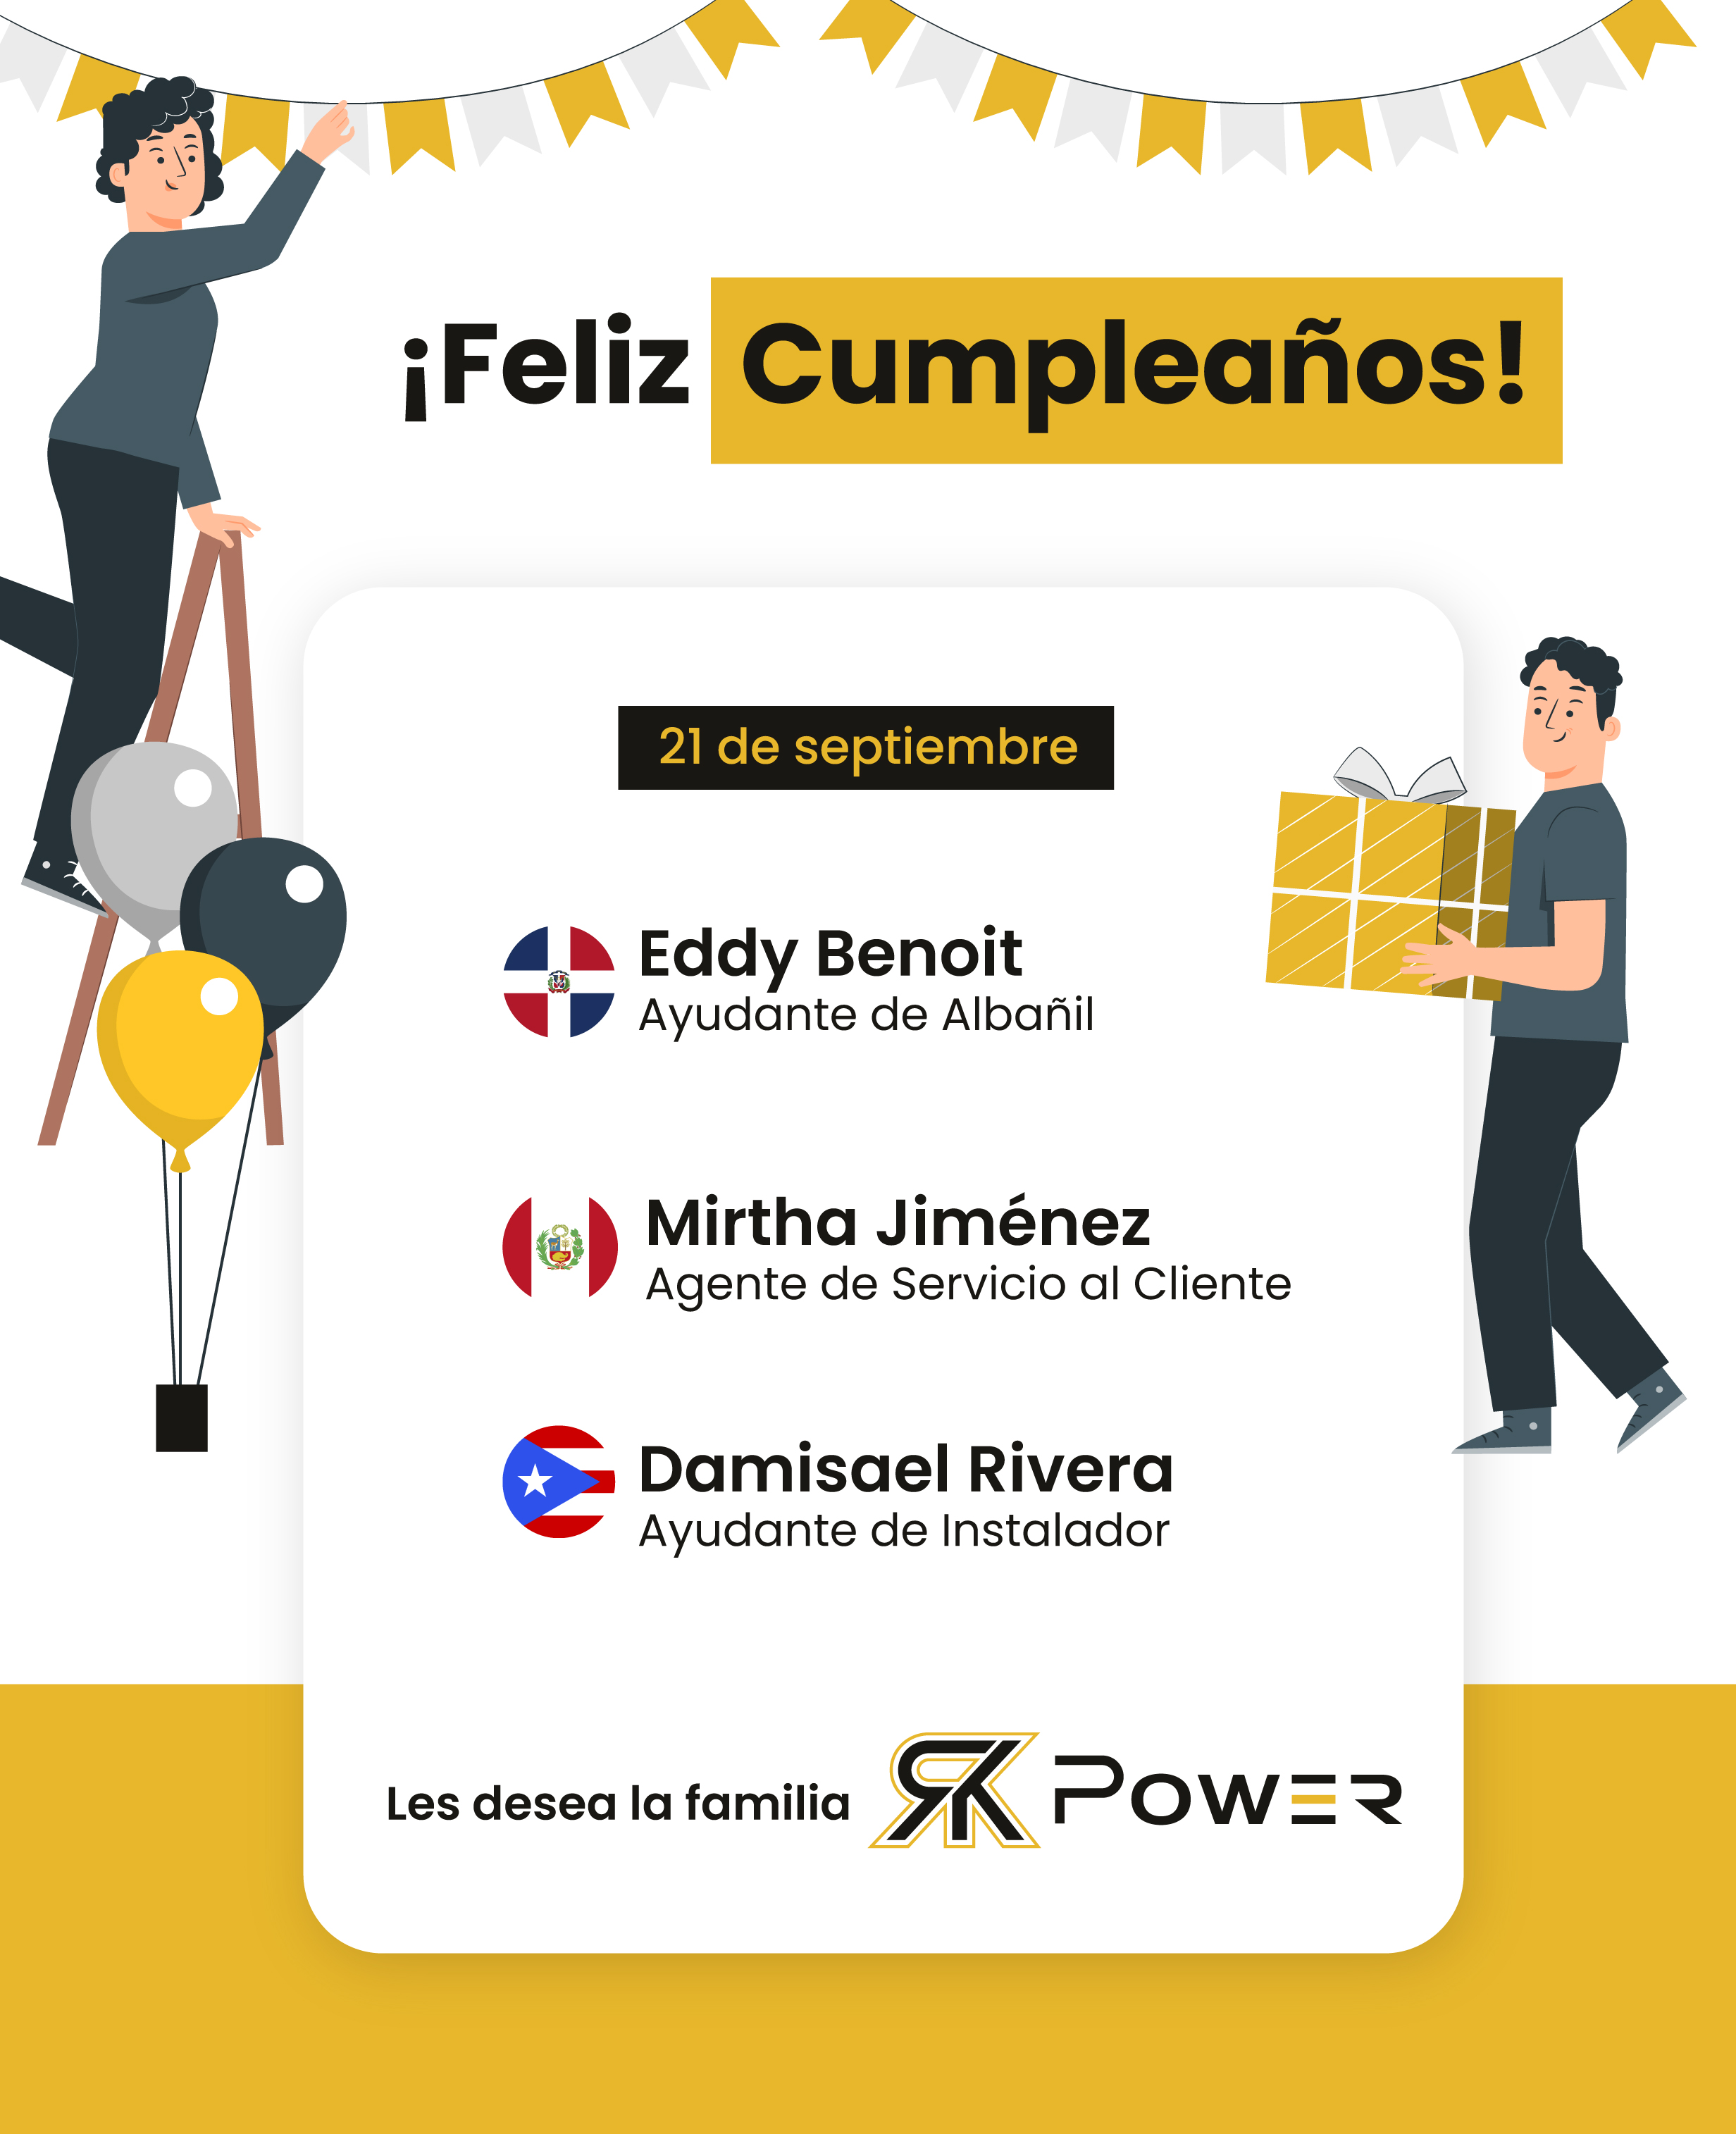 ¡Feliz Cumpleaños!
21 de septiembre
Eddy Benoit
Ayudante de Albañil
Mirtha Jiménez
Agente de Servicio al Cliente
Damisael Rivera
Ayudante de Instalador
Les desea la familia RK POWER